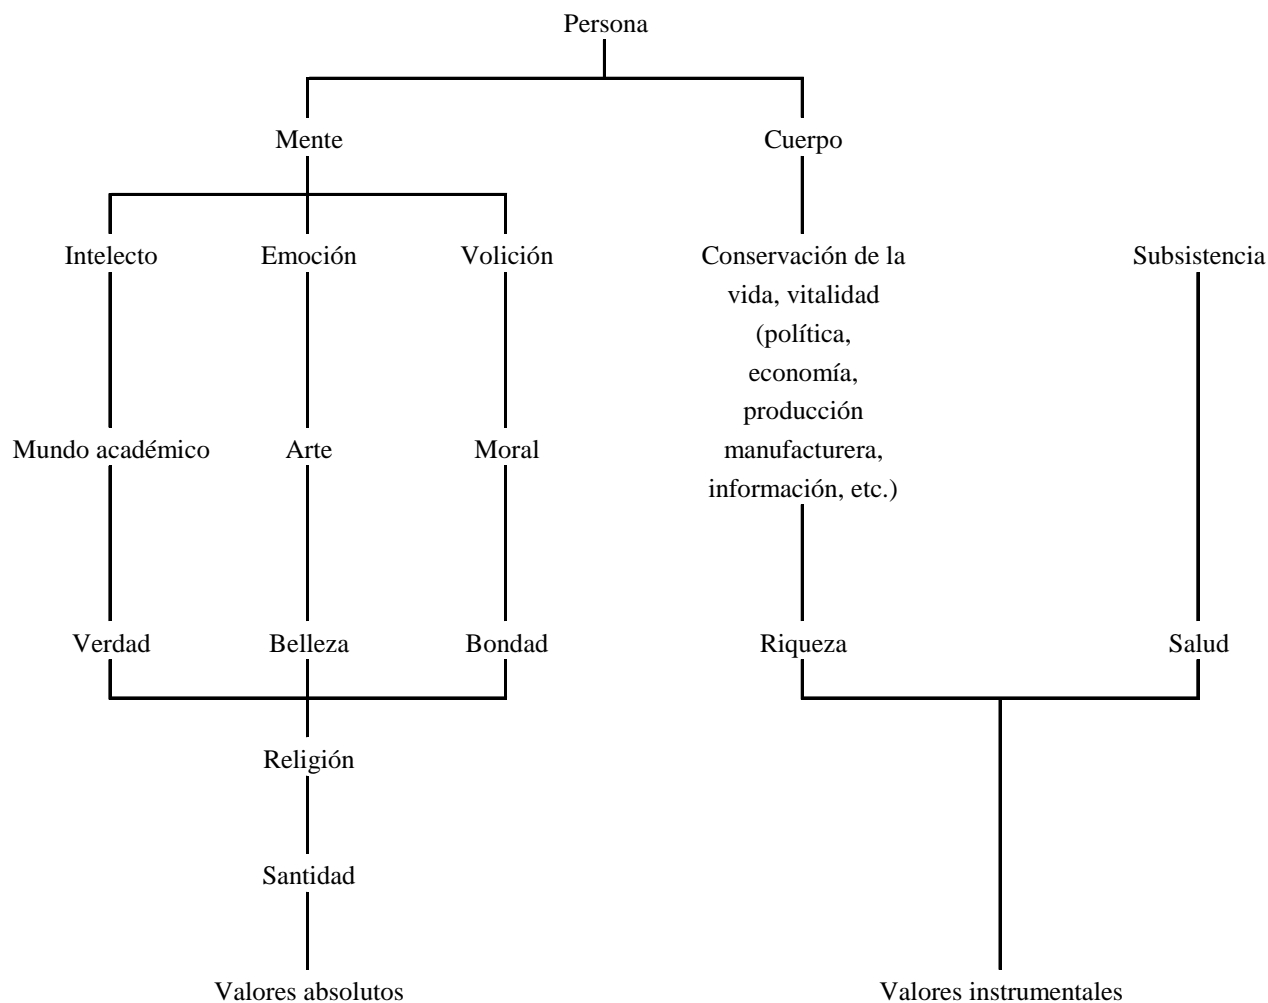 Persona
Mente
Cuerpo
Intelecto
Emoción
Volición
Conservación de la
vida, vitalidad
(política,
economía,
producción
manufacturera,
información, etc.)
Subsistencia
Mundo académico
Arte
Moral
Verdad
Belleza
Bondad
Riqueza
Salud
Religión
Santidad
Valores absolutos
Valores instrumentales